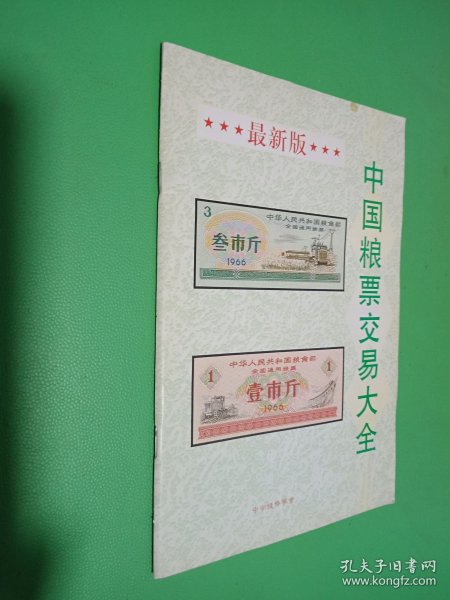 ★★★最新版★★★
中国粮票交易大全
3
中华人民共和国粮食部
全国通用粮票
叁市斤
1966
中华人民共和国粮食部
全国通用粮票
1
壹市斤
1
1966
孔夫子旧书网
www.kongfz.com